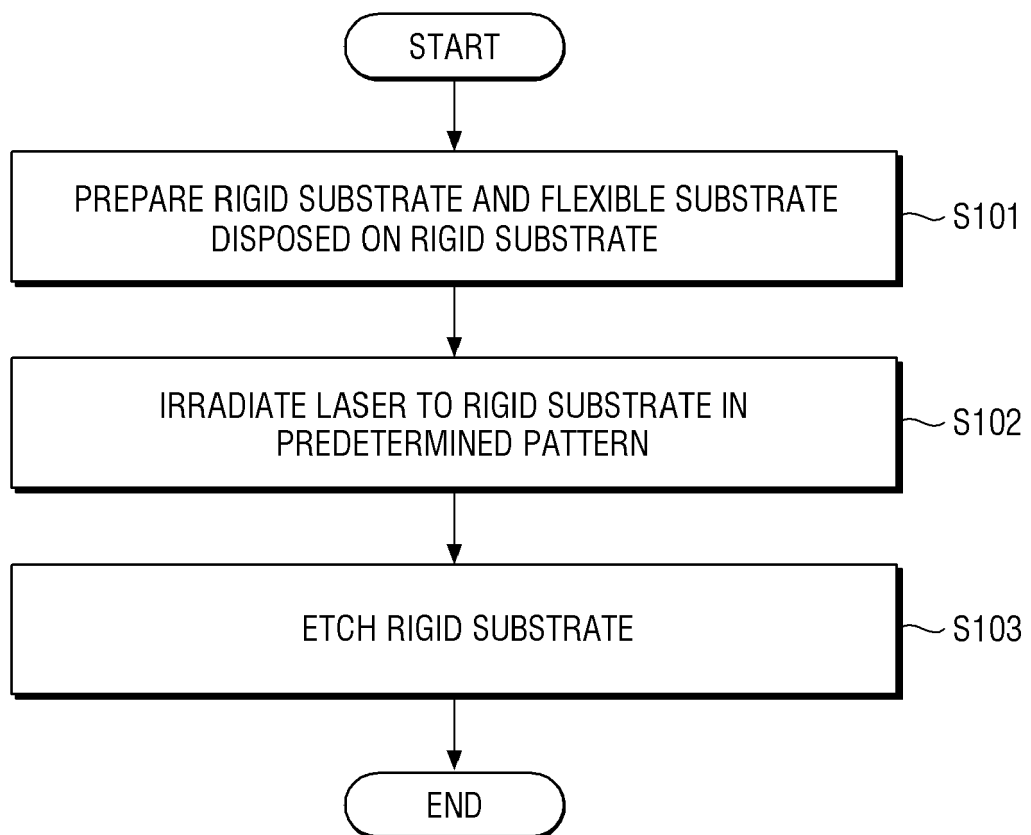 START
PREPARE RIGID SUBSTRATE AND FLEXIBLE SUBSTRATE
DISPOSED ON RIGID SUBSTRATE
S101
IRRADIATE LASER TO RIGID SUBSTRATE IN
PREDETERMINED PATTERN
S102
ETCH RIGID SUBSTRATE
S103
END